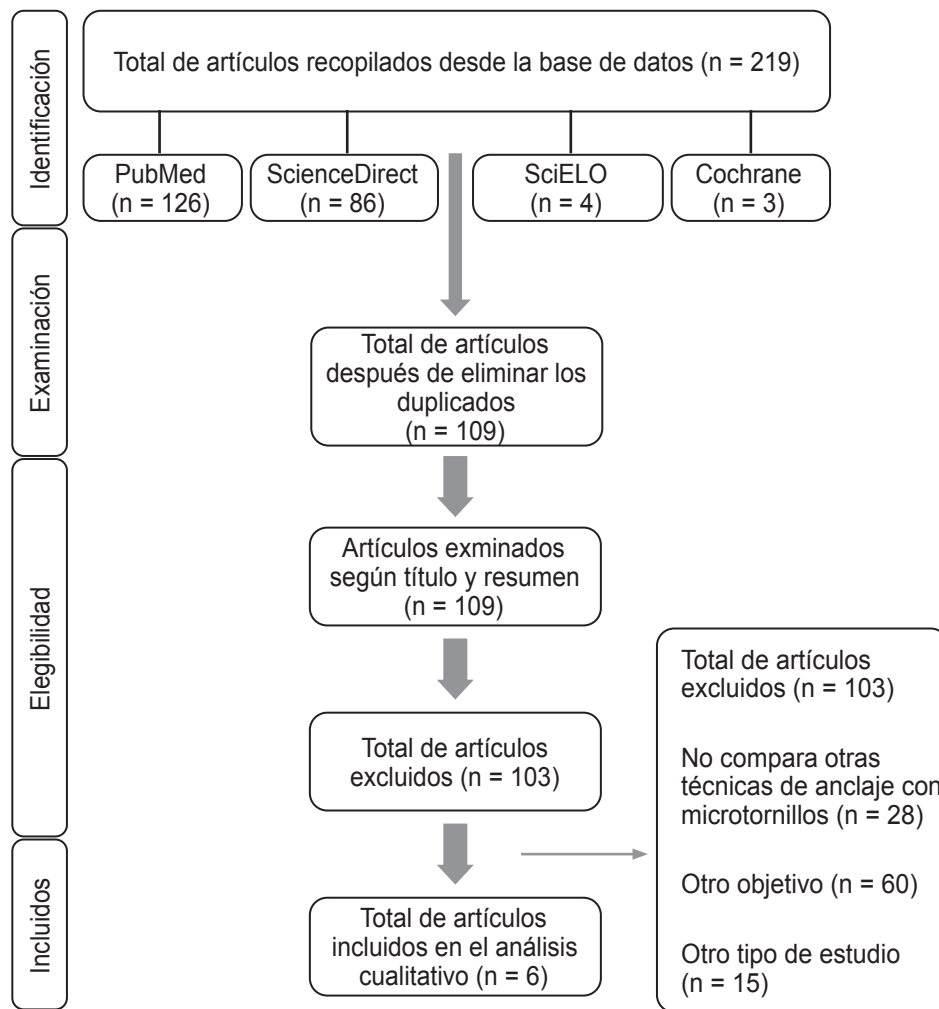 Identificación
Total de artículos recopilados desde la base de datos (n = 219)
PubMed
(n = 126)
ScienceDirect
(n = 86)
SciELO
(n = 4)
Cochrane
(n = 3)
Examinación
Total de artículos
después de eliminar los
duplicados
(n = 109)
Elegibilidad
Artículos exminados
según título y resumen
(n = 109)
Total de artículos
excluidos (n = 103)
Total de artículos
excluidos (n = 103)
No compara otras
técnicas de anclaje con
microtornillos (n = 28)
Otro objetivo (n = 60)
Otro tipo de estudio
(n = 15)
Incluidos
Total de artículos
incluidos en el análisis
cualitativo (n = 6)